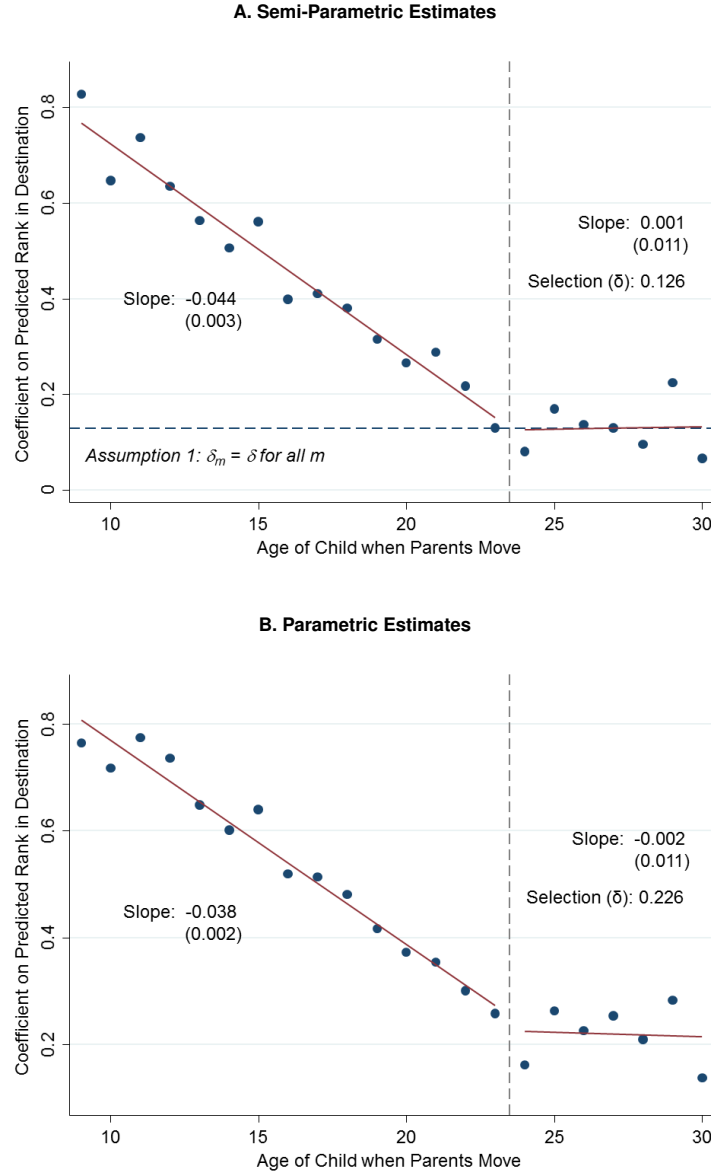 A. Semi-Parametric Estimates
Coefficient on Predicted Rank in Destination
0.8
0.6
0.4
0.2
0
Slope: 0.001
(0.011)
Selection (δ): 0.126
Slope: -0.044
(0.003)
Assumption 1: δm = δ for all m
10
15
20
25
30
Age of Child when Parents Move
B. Parametric Estimates
Coefficient on Predicted Rank in Destination
0.8
0.6
0.4
0.2
Slope: -0.002
(0.011)
Selection (δ): 0.226
Slope: -0.038
(0.002)
10
15
20
25
30
Age of Child when Parents Move